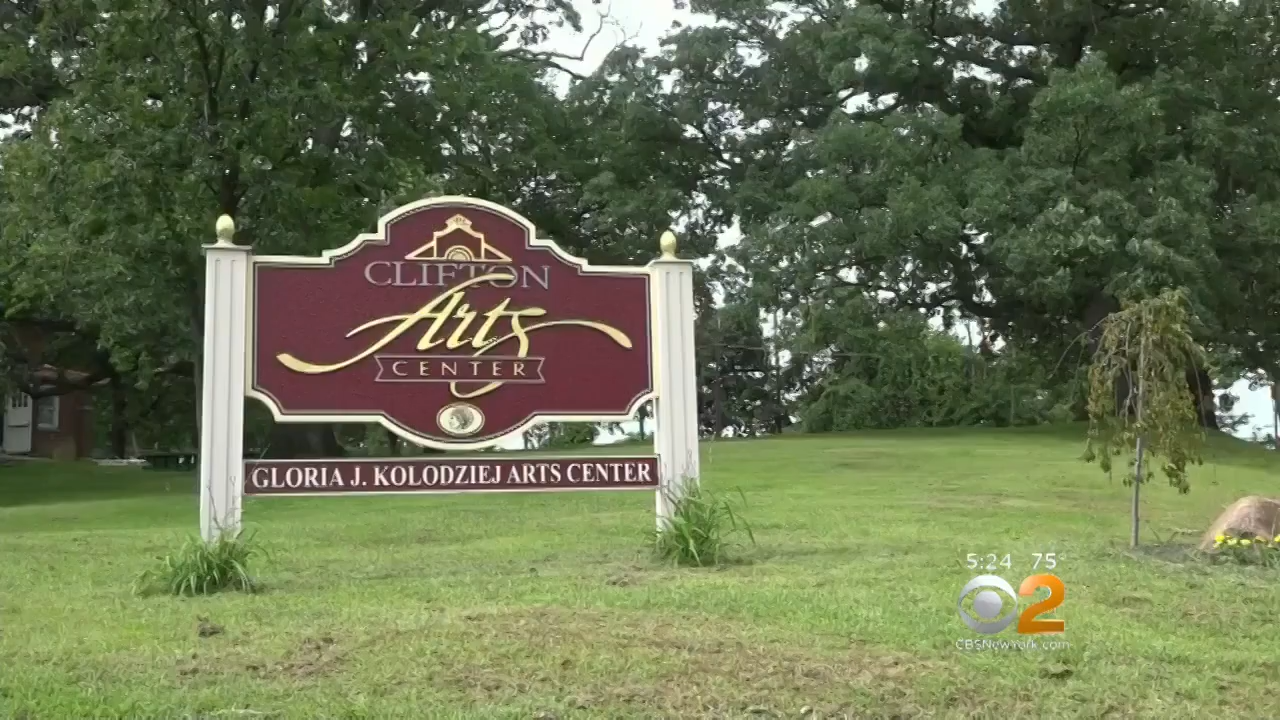 CLIFTON
Arts
CENTER
GLORIA J. KOLODZIEJ ARTS CENTER
5:24 75
2
CBSNewYork.com